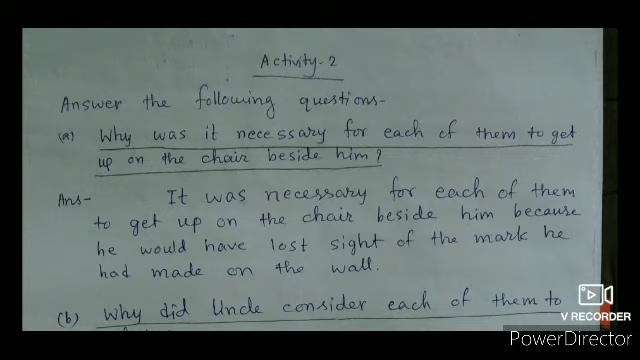 Activity-2
Answer the following questions-
(a) Why was it necessary for each of them to get
up on the chair beside him?
Ans- It was necessary for each of them
to get up on the chair beside him because
he would have lost sight of the mark he
had made on the wall.
(b) Why did Uncle consider each of them to
V RECORDER
PowerDirector